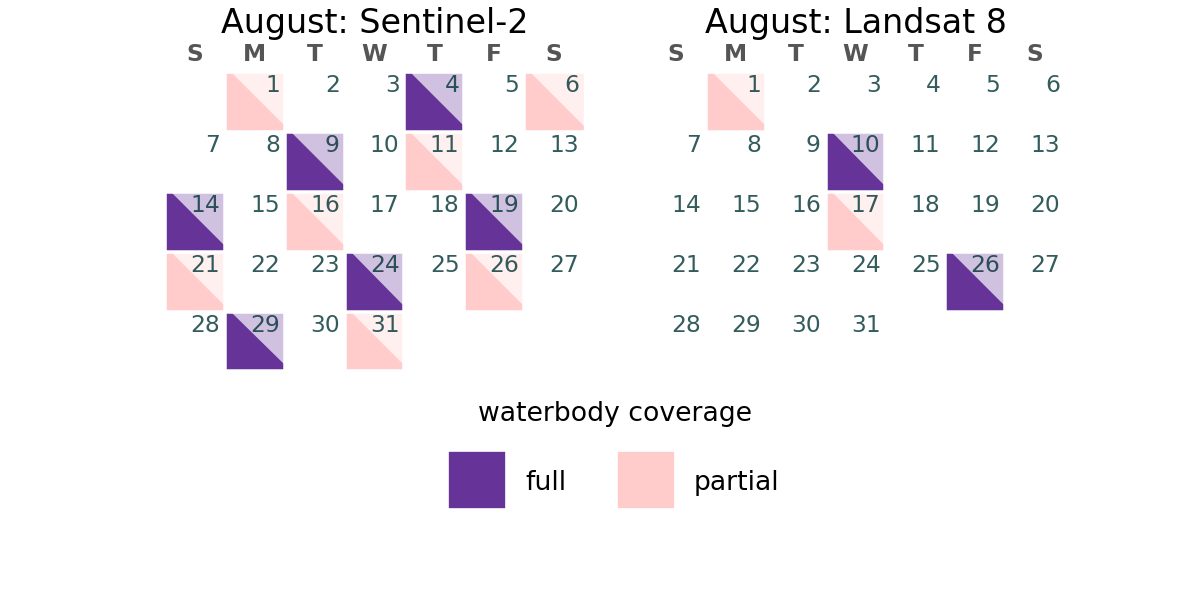 August: Sentinel-2
S M T W T F S
1 2 3 4 5 6
7 8 9 10 11 12 13
14 15 16 17 18 19 20
21 22 23 24 25 26 27
28 29 30 31
August: Landsat 8
S M T W T F S
1 2 3 4 5 6
7 8 9 10 11 12 13
14 15 16 17 18 19 20
21 22 23 24 25 26 27
28 29 30 31
waterbody coverage
full partial